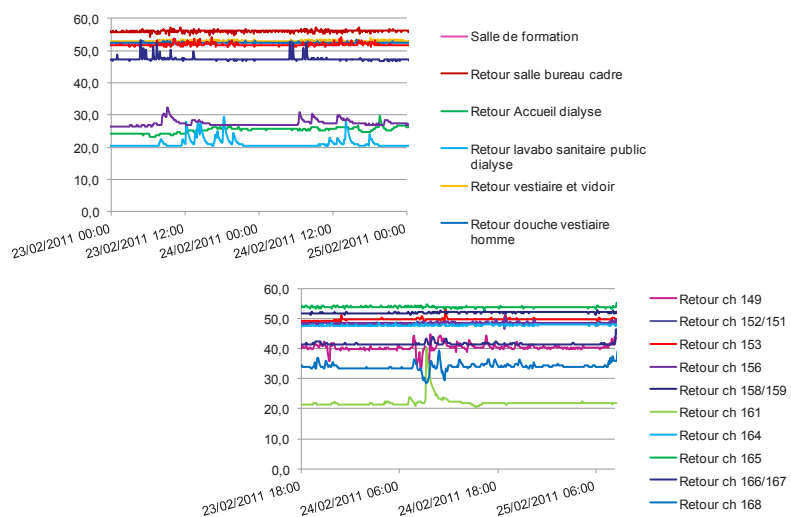 60,0
50,0
40,0
30,0
20,0
10,0
0,0
23/02/2011 00:00
23/02/2011 12:00
24/02/2011 00:00
24/02/2011 12:00
25/02/2011 00:00
Salle de formation
Retour salle bureau cadre
Retour Accueil dialyse
Retour lavabo sanitaire public
dialyse
Retour vestiaire et vidoir
Retour douche vestiaire
homme
60,0
50,0
40,0
30,0
20,0
10,0
0,0
23/02/2011 18:00
24/02/2011 06:00
24/02/2011 18:00
25/02/2011 06:00
Retour ch 149
Retour ch 152/151
Retour ch 153
Retour ch 156
Retour ch 158/159
Retour ch 161
Retour ch 164
Retour ch 165
Retour ch 166/167
Retour ch 168